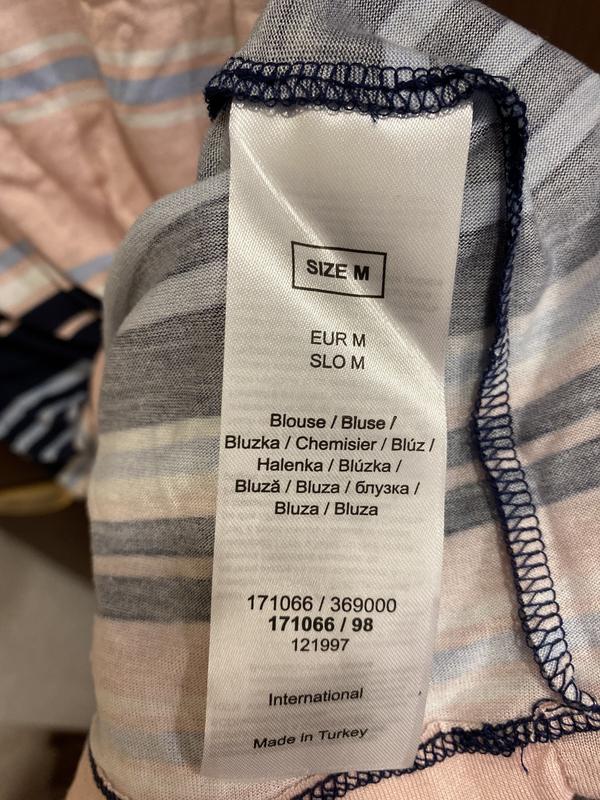 SIZE M
EUR M
SLO M
Blouse / Bluse /
Bluzka / Chemisier / Blúz /
Halenka / Blúzka /
Bluză / Bluza / блузка /
Bluza / Bluza
171066 / 369000
171066 / 98
121997
International
Made in Turkey